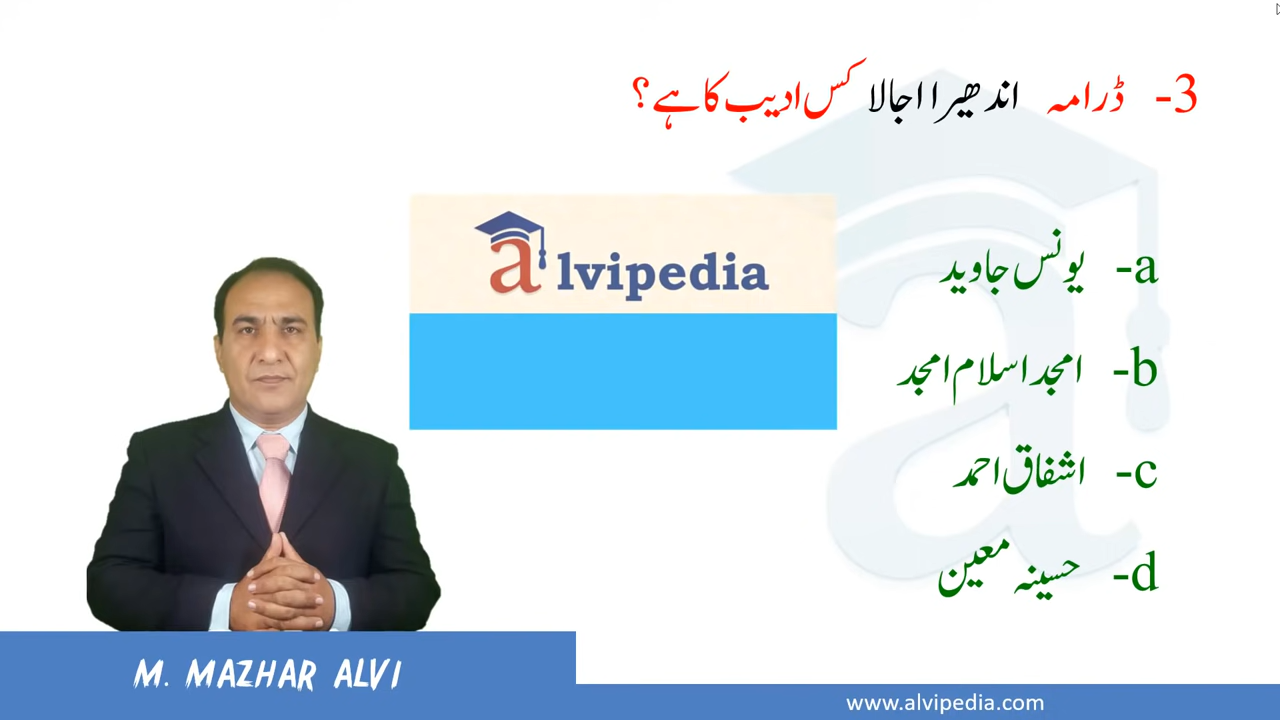 3- ڈرامہ اندھیرا اجالا کس ادیب کا ہے؟
alvipedia
a- یونس جاوید
b- امجد اسلام امجد
c- اشفاق احمد
d- حسینہ معین
M. MAZHAR ALVI
www.alvipedia.com